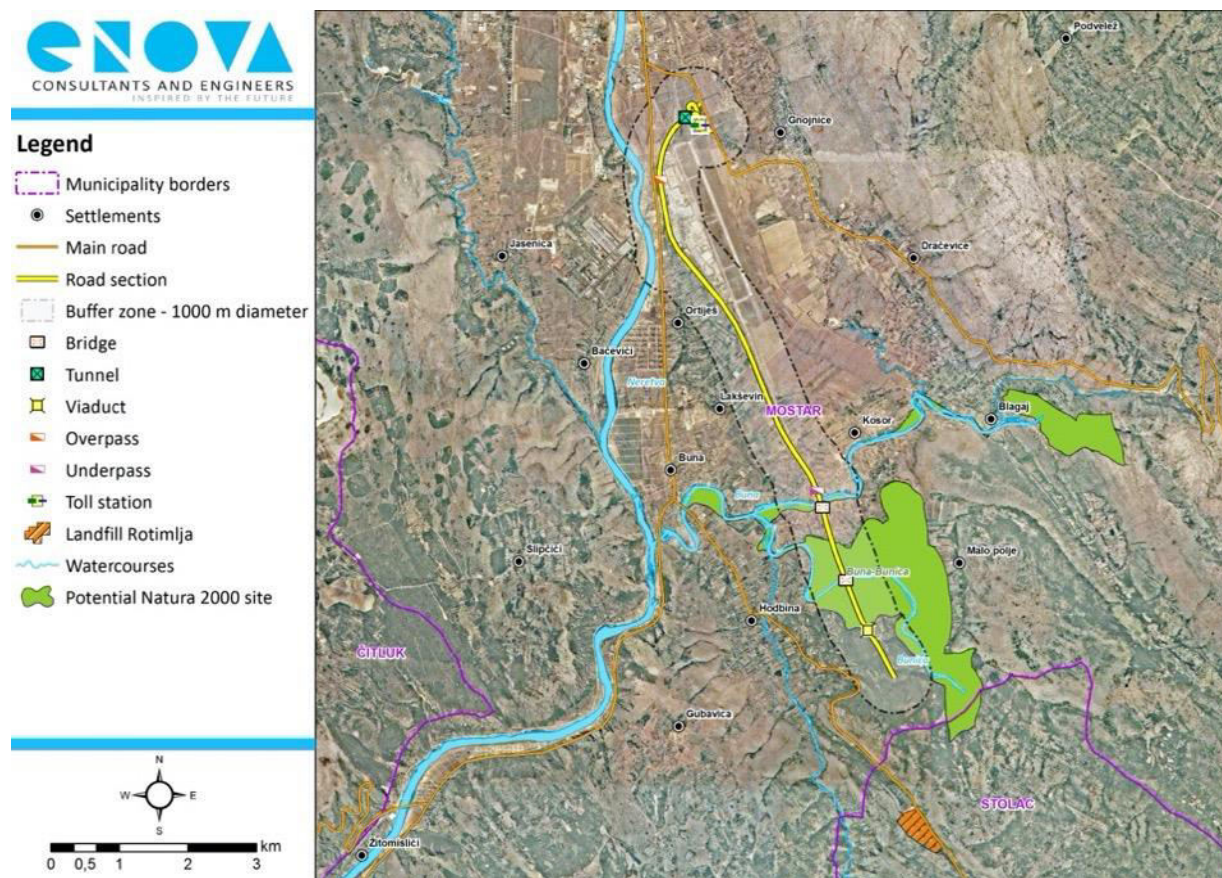 ENOVA
CONSULTANTS AND ENGINEERS
INSPIRED BY THE FUTURE
Legend
Municipality borders
Settlements
Main road
Road section
Buffer zone - 1000 m diameter
Bridge
Tunnel
Viaduct
Overpass
Underpass
Toll station
Landfill Rotimlja
Watercourses
Potential Natura 2000 site
N
W E
S
0 0,5 1 2 3 km
Podvelež
Gnojnice
Jasenica
Dračevice
Ortiješ
Baćevići
Neretva
Lakševin
MOSTAR
Blagaj
Kosor
Buna
Buna
Slipčići
Malo polje
Buna-Bunica
Hodbina
ČITLUK
Bunica
Gubavica
STOLAC
Žitomislići